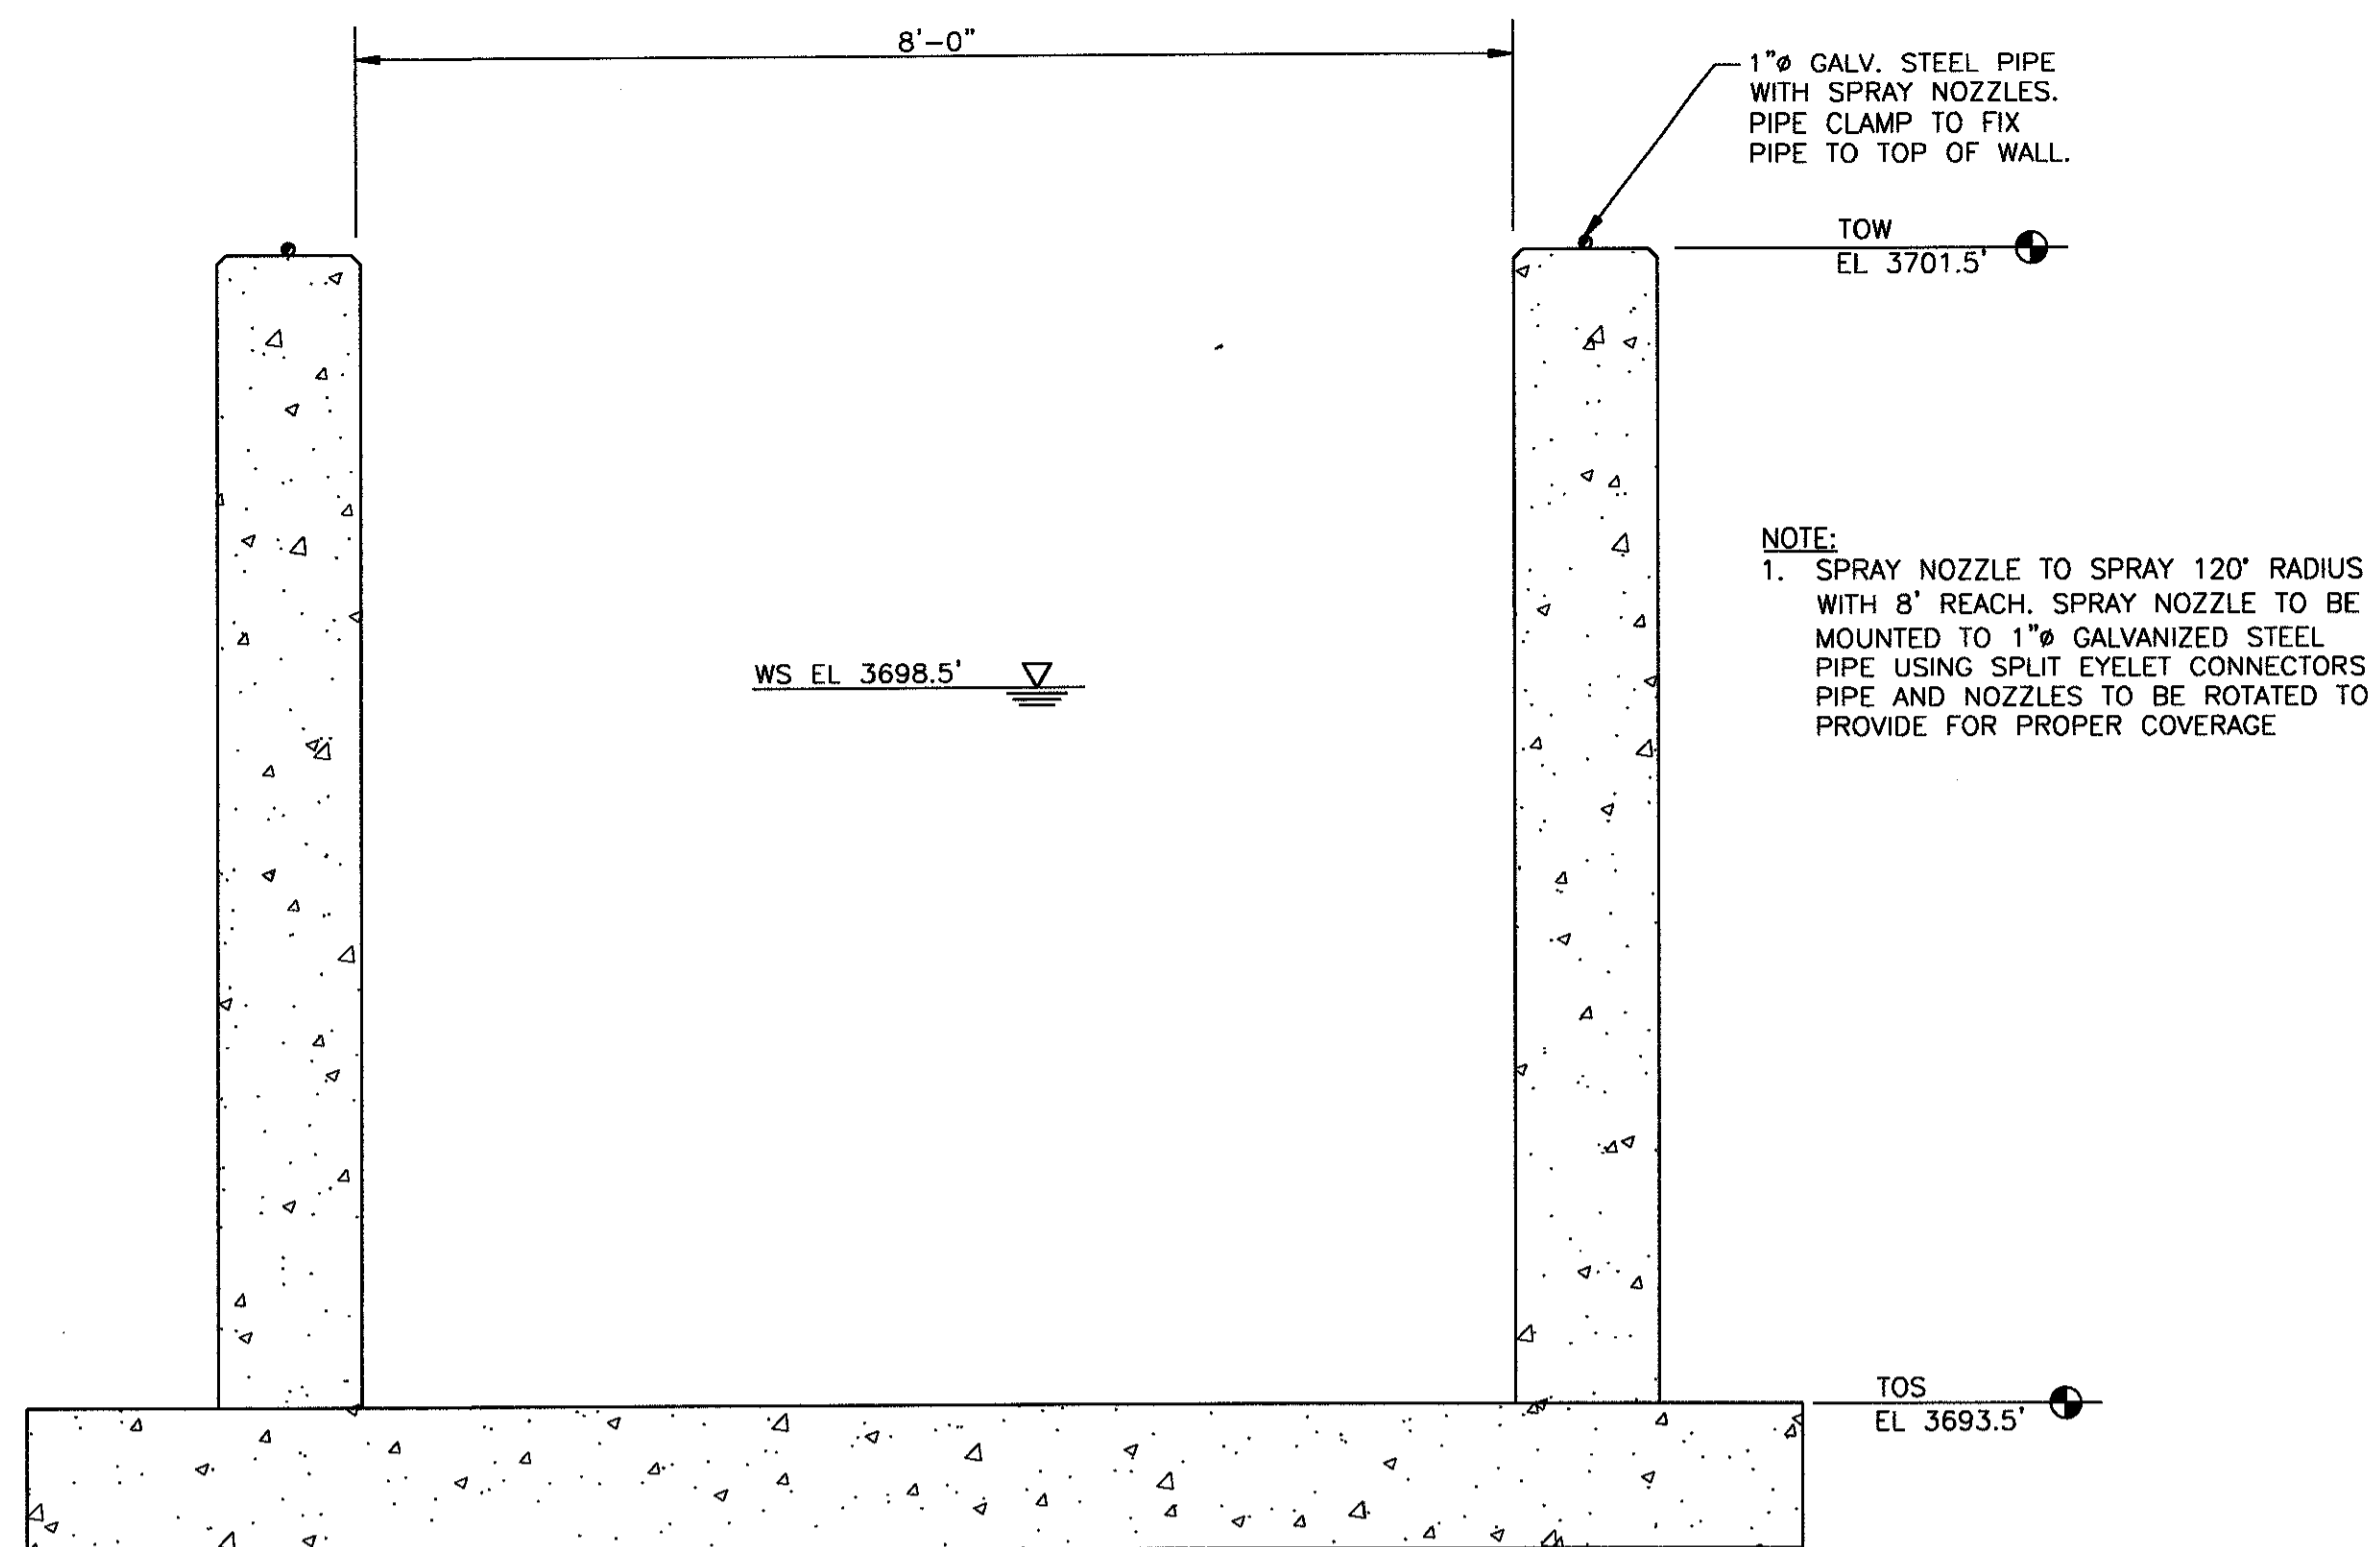 8'-0"
1"ø GALV. STEEL PIPE
WITH SPRAY NOZZLES.
PIPE CLAMP TO FIX
PIPE TO TOP OF WALL.
TOW
EL 3701.5'
NOTE:
1. SPRAY NOZZLE TO SPRAY 120° RADIUS
WITH 8' REACH. SPRAY NOZZLE TO BE
MOUNTED TO 1"ø GALVANIZED STEEL
PIPE USING SPLIT EYELET CONNECTORS
PIPE AND NOZZLES TO BE ROTATED TO
PROVIDE FOR PROPER COVERAGE
WS EL 3698.5'
TOS
EL 3693.5'